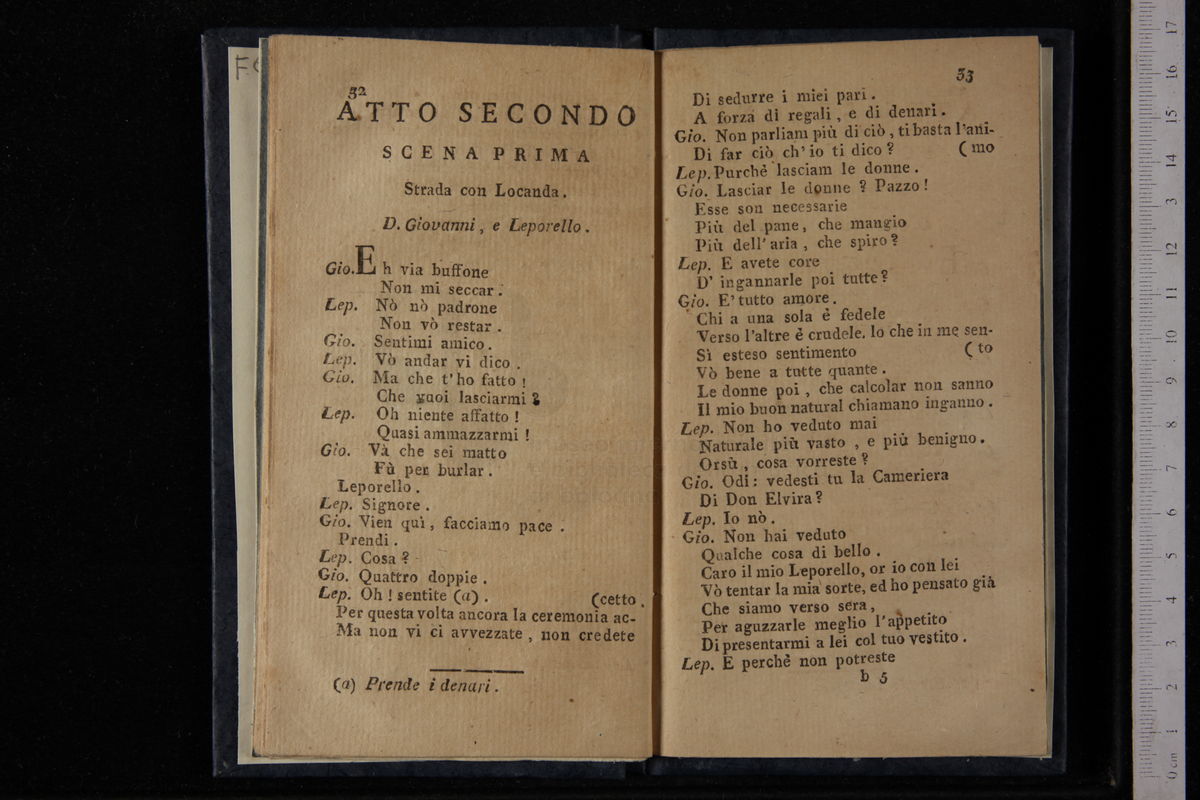 52
ATTO SECONDO
SCENA PRIMA
Strada con Locanda.
D. Giovanni, e Leporello.
Gio. Eh via buffone
Non mi seccar.
Lep. Nò nò padrone
Non vò restar.
Gio. Sentimi amico.
Lep. Vò andar vi dico.
Gio. Ma che t'ho fatto!
Che vuoi lasciarmi?
Lep. Oh niente affatto!
Quasi ammazzarmi!
Gio. Và che sei matto
Fù per burlar.
Leporello.
Lep. Signore.
Gio. Vien quì, facciamo pace.
Prendi.
Lep. Cosa?
Gio. Quattro doppie.
Lep. Oh! sentite (a). (cetto.
Per questa volta ancora la ceremonia ac-
Ma non vi ci avvezzate, non credete
(a) Prende i denari.
53
Di sedurre i miei pari.
A forza di regali, e di denari.
Gio. Non parliam più di ciò, ti basta l'ani-
Di far ciò ch'io ti dico? (mo
Lep. Purchè lasciam le donne.
Gio. Lasciar le donne? Pazzo!
Esse son necessarie
Più del pane, che mangio
Più dell'aria, che spiro?
Lep. E avete core
D' ingannarle poi tutte?
Gio. E' tutto amore.
Chi a una sola è fedele
Verso l'altre è crudele. Io che in me sen-
Sì esteso sentimento (to
Vò bene a tutte quante.
Le donne poi, che calcolar non sanno
Il mio buon natural chiamano inganno.
Lep. Non ho veduto mai
Naturale più vasto, e più benigno.
Orsù, cosa vorreste?
Gio. Odi: vedesti tu la Cameriera
Di Don Elvira?
Lep. Io nò.
Gio. Non hai veduto
Qualche cosa di bello.
Caro il mio Leporello, or io con lei
Vò tentar la mia sorte, ed ho pensato già
Che siamo verso sera,
Per aguzzarle meglio l'appetito
Di presentarmi a lei col tuo vestito.
Lep. E perchè non potreste
b 5